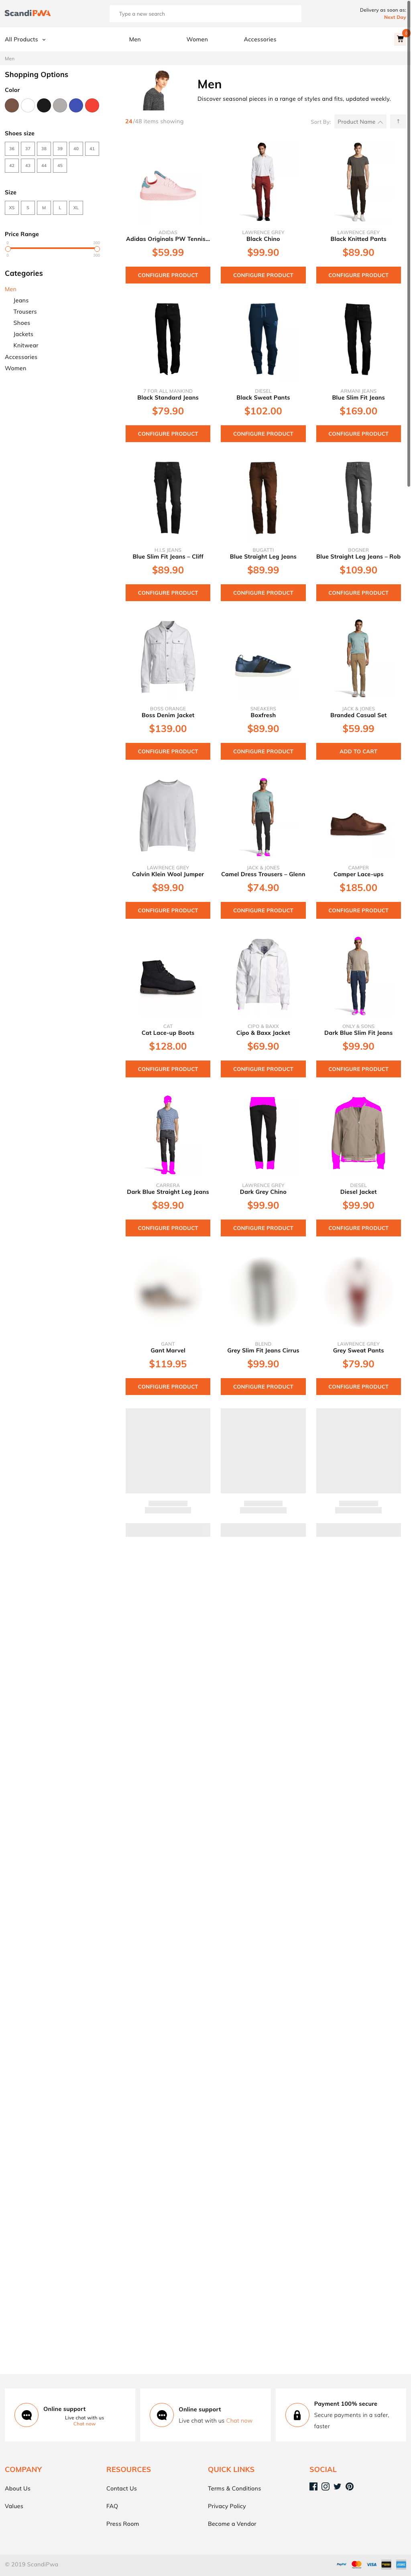 ScandiPWA
Type a new search
Delivery as soon as:
Next Day
All Products
Men
Women
Accessories
Men
Shopping Options
Color
Shoes size
36 37 38 39 40 41
42 43 44 45
Size
XS S M L XL
Price Range
Categories
Men
Jeans
Trousers
Shoes
Jackets
Knitwear
Accessories
Women
Men
Discover seasonal pieces in a range of styles and fits, updated weekly.
24/48 items showing
Sort By: Product Name
ADIDAS
Adidas Originals PW Tennis...
$59.99
CONFIGURE PRODUCT
LAWRENCE GREY
Black Chino
$99.90
CONFIGURE PRODUCT
LAWRENCE GREY
Black Knitted Pants
$89.90
CONFIGURE PRODUCT
7 FOR ALL MANKIND
Black Standard Jeans
$79.90
CONFIGURE PRODUCT
DIESEL
Black Sweat Pants
$102.00
CONFIGURE PRODUCT
ARMANI JEANS
Blue Slim Fit Jeans
$169.00
CONFIGURE PRODUCT
H.I.S JEANS
Blue Slim Fit Jeans – Cliff
$89.90
CONFIGURE PRODUCT
BUGATTI
Blue Straight Leg Jeans
$89.99
CONFIGURE PRODUCT
BOGNER
Blue Straight Leg Jeans – Rob
$109.90
CONFIGURE PRODUCT
BOSS ORANGE
Boss Denim Jacket
$139.00
CONFIGURE PRODUCT
SNEAKERS
Boxfresh
$89.90
CONFIGURE PRODUCT
JACK & JONES
Branded Casual Set
$59.99
ADD TO CART
LAWRENCE GREY
Calvin Klein Wool Jumper
$89.90
CONFIGURE PRODUCT
JACK & JONES
Camel Dress Trousers – Glenn
$74.90
CONFIGURE PRODUCT
CAMPER
Camper Lace-ups
$185.00
CONFIGURE PRODUCT
CAT
Cat Lace-up Boots
$128.00
CONFIGURE PRODUCT
CIPO & BAXX
Cipo & Baxx Jacket
$69.90
CONFIGURE PRODUCT
ONLY & SONS
Dark Blue Slim Fit Jeans
$99.90
CONFIGURE PRODUCT
CARRERA
Dark Blue Straight Leg Jeans
$89.90
CONFIGURE PRODUCT
LAWRENCE GREY
Dark Grey Chino
$99.90
CONFIGURE PRODUCT
DIESEL
Diesel Jacket
$99.90
CONFIGURE PRODUCT
GANT
Gant Marvel
$119.95
CONFIGURE PRODUCT
BLEND
Grey Slim Fit Jeans Cirrus
$99.90
CONFIGURE PRODUCT
LAWRENCE GREY
Grey Sweat Pants
$79.90
CONFIGURE PRODUCT
Online support
Live chat with us
Chat now
Online support
Live chat with us Chat now
Payment 100% secure
Secure payments in a safer,
faster
COMPANY
About Us
Values
RESOURCES
Contact Us
FAQ
Press Room
QUICK LINKS
Terms & Conditions
Privacy Policy
Become a Vendor
SOCIAL
© 2019 ScandiPwa
PayPal
VISA